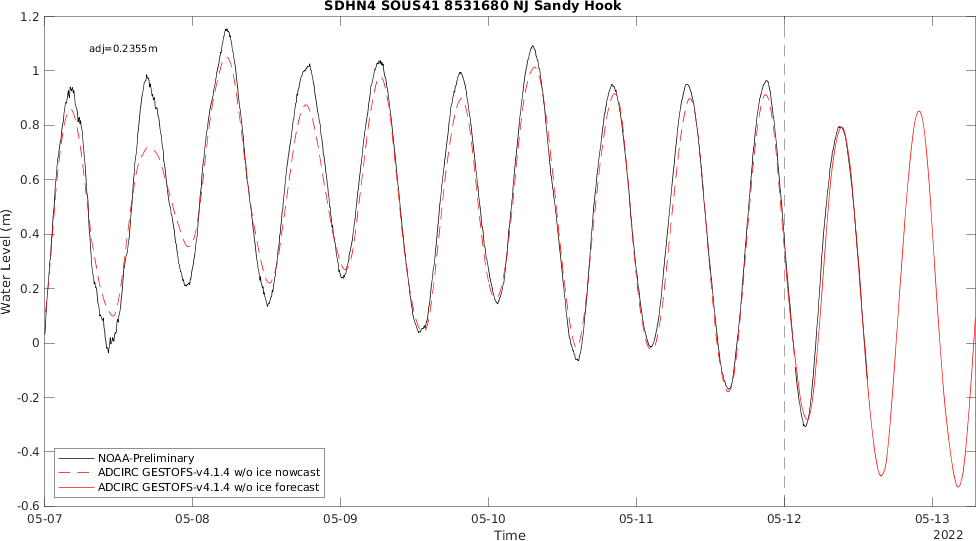 SDHN4 SOUS41 8531680 NJ Sandy Hook
adj=0.2355m
1.2
1
0.8
0.6
0.4
0.2
0
-0.2
-0.4
-0.6
Water Level (m)
NOAA-Preliminary
ADCIRC GESTOFS-v4.1.4 w/o ice nowcast
ADCIRC GESTOFS-v4.1.4 w/o ice forecast
05-07 05-08 05-09 05-10 05-11 05-12 05-13
Time
2022